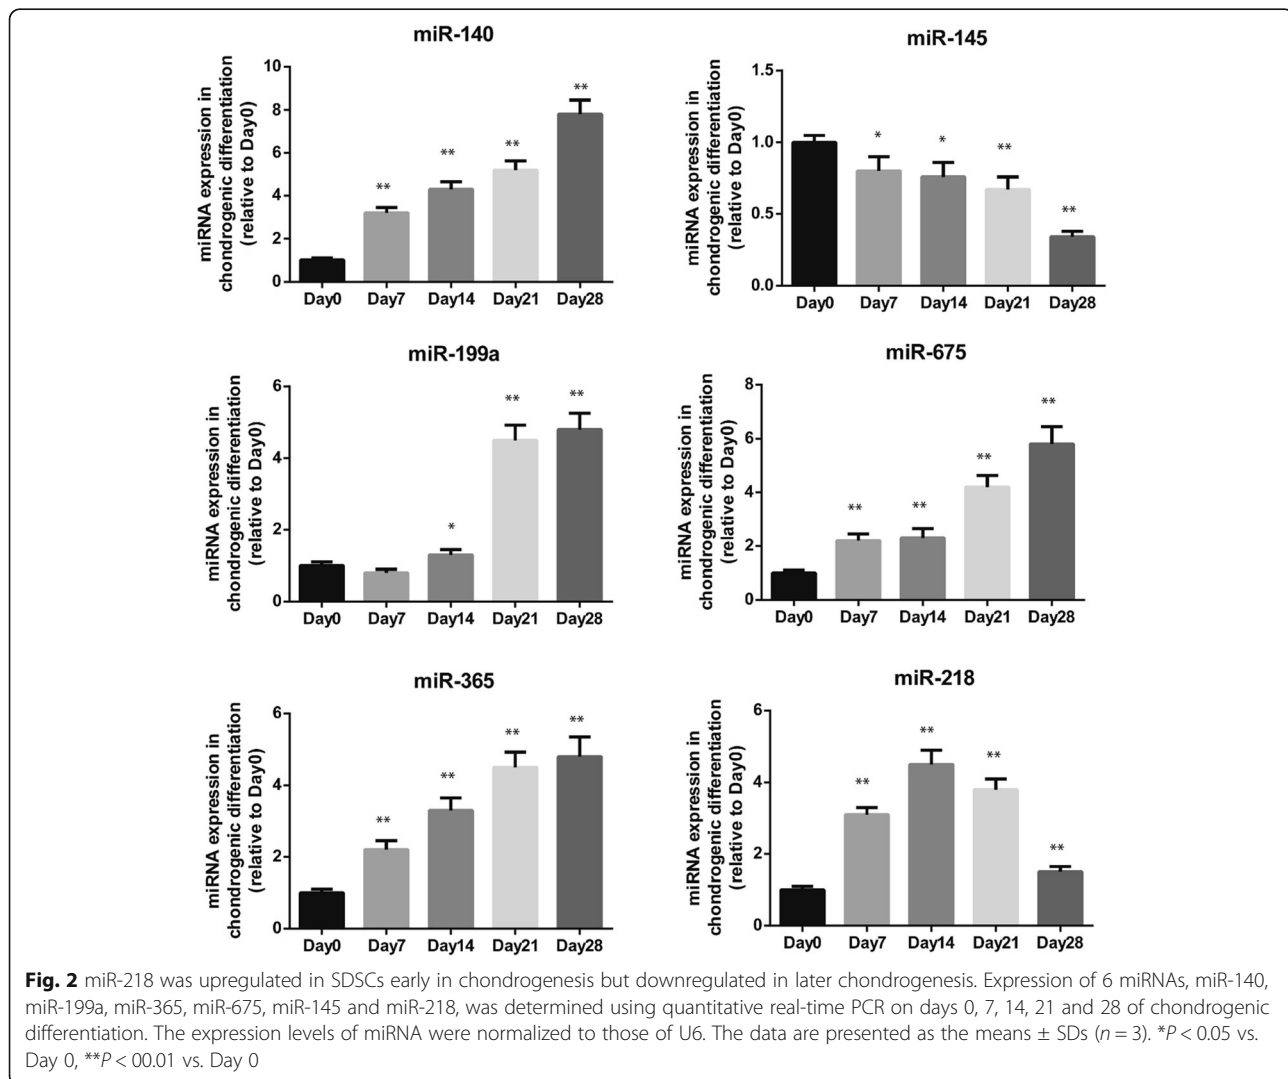 miR-140
miRNA expression in
chondrogenic differentiation
(relative to Day0)
10
8
6
4
2
0
**
**
**
**
Day0 Day7 Day14 Day21 Day28
miR-145
miRNA expression in
chondrogenic differentiation
(relative to Day0)
1.5
1.0
0.5
0.0
*
*
**
**
Day0 Day7 Day14 Day21 Day28
miR-199a
miRNA expression in
chondrogenic differentiation
(relative to Day0)
6
4
2
0
*
**
**
Day0 Day7 Day14 Day21 Day28
miR-675
miRNA expression in
chondrogenic differentiation
(relative to Day0)
8
6
4
2
0
**
**
**
**
Day0 Day7 Day14 Day21 Day28
miR-365
miRNA expression in
chondrogenic differentiation
(relative to Day0)
6
4
2
0
**
**
**
**
Day0 Day7 Day14 Day21 Day28
miR-218
miRNA expression in
chondrogenic differentiation
(relative to Day0)
6
4
2
0
**
**
**
**
Day0 Day7 Day14 Day21 Day28
Fig. 2 miR-218 was upregulated in SDSCs early in chondrogenesis but downregulated in later chondrogenesis. Expression of 6 miRNAs, miR-140,
miR-199a, miR-365, miR-675, miR-145 and miR-218, was determined using quantitative real-time PCR on days 0, 7, 14, 21 and 28 of chondrogenic
differentiation. The expression levels of miRNA were normalized to those of U6. The data are presented as the means ± SDs (n = 3). *P < 0.05 vs.
Day 0, **P < 00.01 vs. Day 0